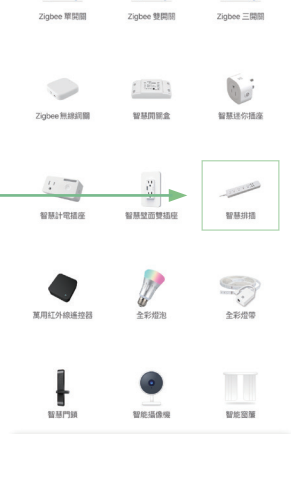 Zigbee 單開關 Zigbee 雙開關 Zigbee 三開關
Zigbee 無線網關 智慧開關盒 智慧迷你插座
智慧計電插座 智慧壁面雙插座 智慧排插
萬用紅外線遙控器 全彩燈泡 全彩燈帶
智慧門鎖 智能攝像機 智能窗簾